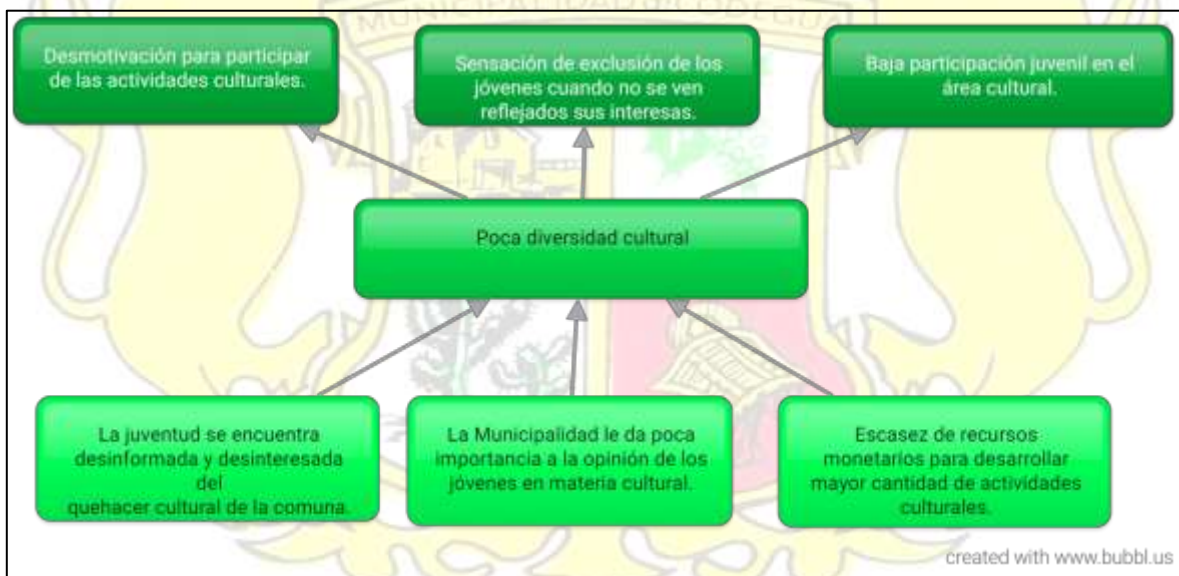 MUNICIPALIDAD DE CODEGUA
Desmotivación para participar
de las actividades culturales.
Sensación de exclusión de los
jóvenes cuando no se ven
reflejados sus interesas.
Baja participación juvenil en el
área cultural.
Poca diversidad cultural
La juventud se encuentra
desinformada y desinteresada
del
quehacer cultural de la comuna.
La Municipalidad le da poca
importancia a la opinión de los
jóvenes en materia cultural.
Escasez de recursos
monetarios para desarrollar
mayor cantidad de actividades
culturales.
created with www.bubbl.us